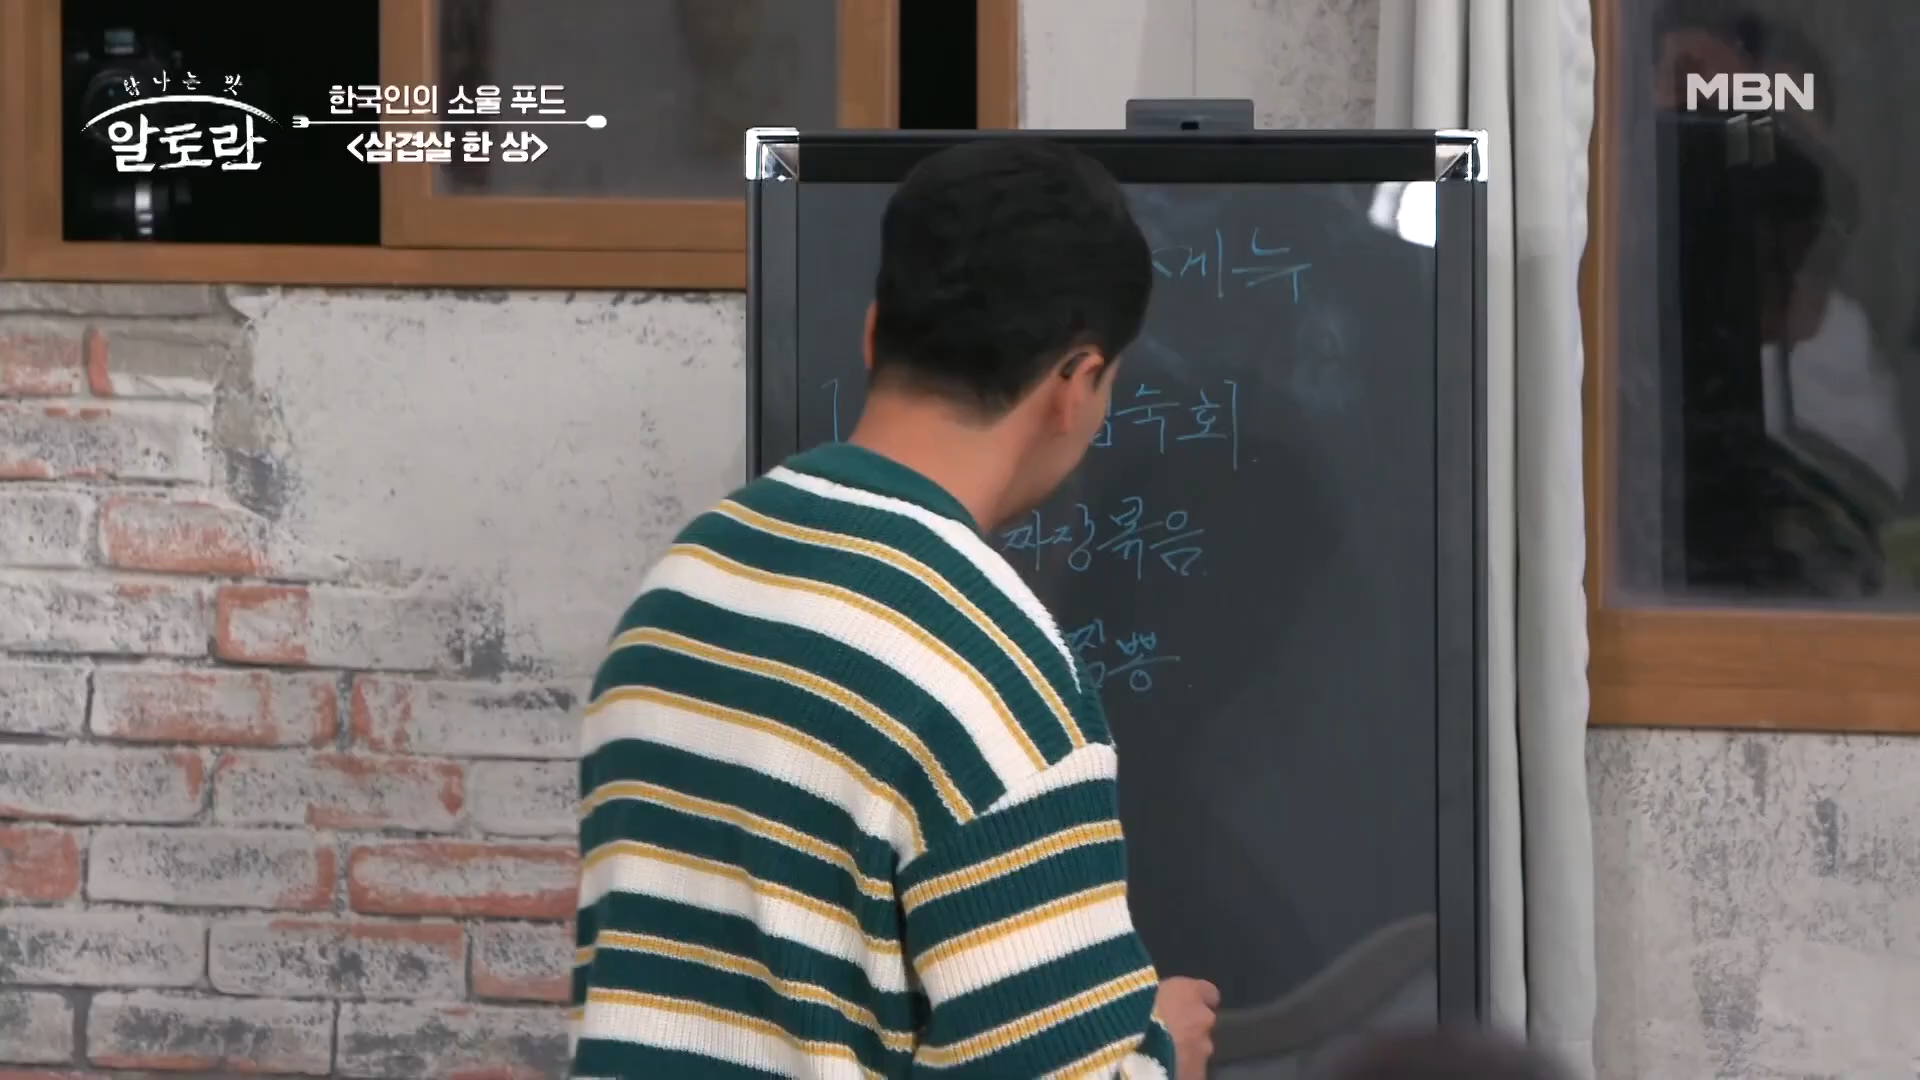 맛나는 맛
알토란
한국인의 소울 푸드
<삼겹살 한 상>
MBN
메뉴
숙회]
짜장볶음
짬뽕